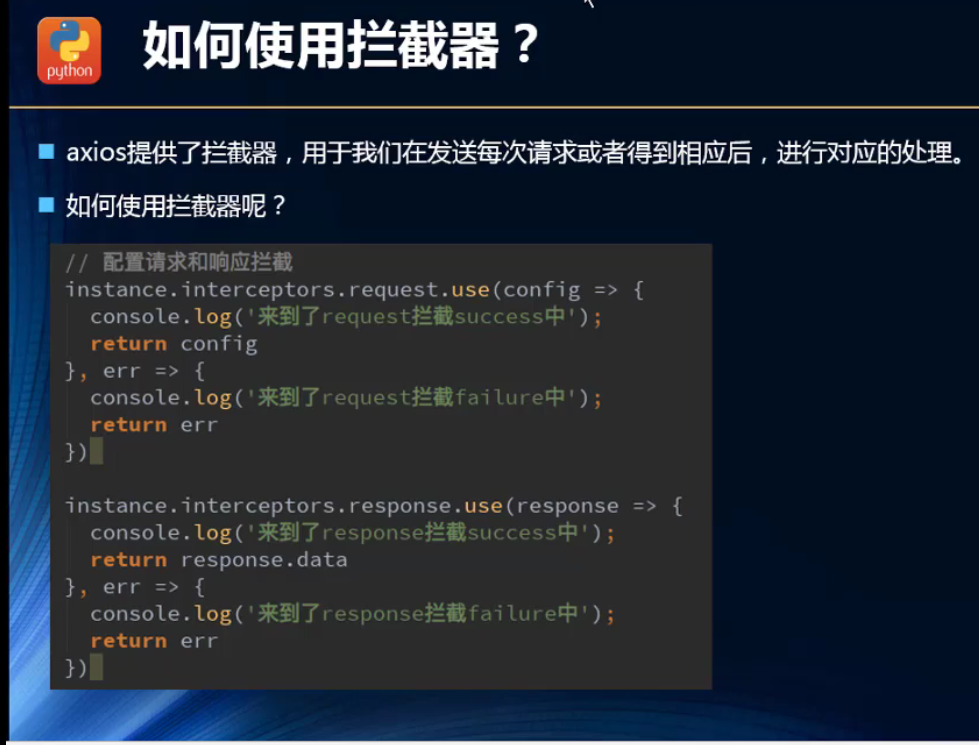 python
如何使用拦截器？
axios提供了拦截器，用于我们在发送每次请求或者得到相应后，进行对应的处理。
如何使用拦截器呢？
// 配置请求和响应拦截
instance.interceptors.request.use(config => {
console.log('来到了request拦截success中');
return config
}, err => {
console.log('来到了request拦截failure中');
return err
})
instance.interceptors.response.use(response => {
console.log('来到了response拦截success中');
return response.data
}, err => {
console.log('来到了response拦截failure中');
return err
})